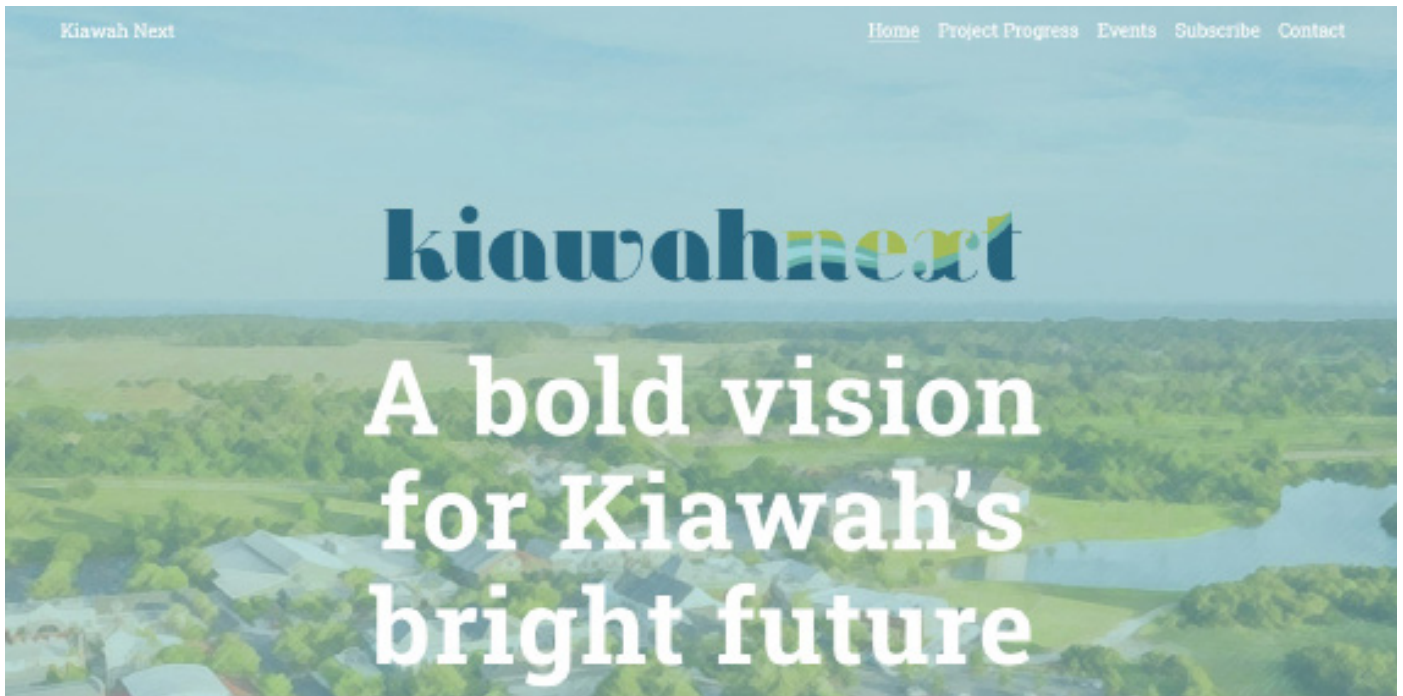 Kiawah Next
Home Project Progress Events Subscribe Contact
kiawahnext
A bold vision
for Kiawah’s
bright future